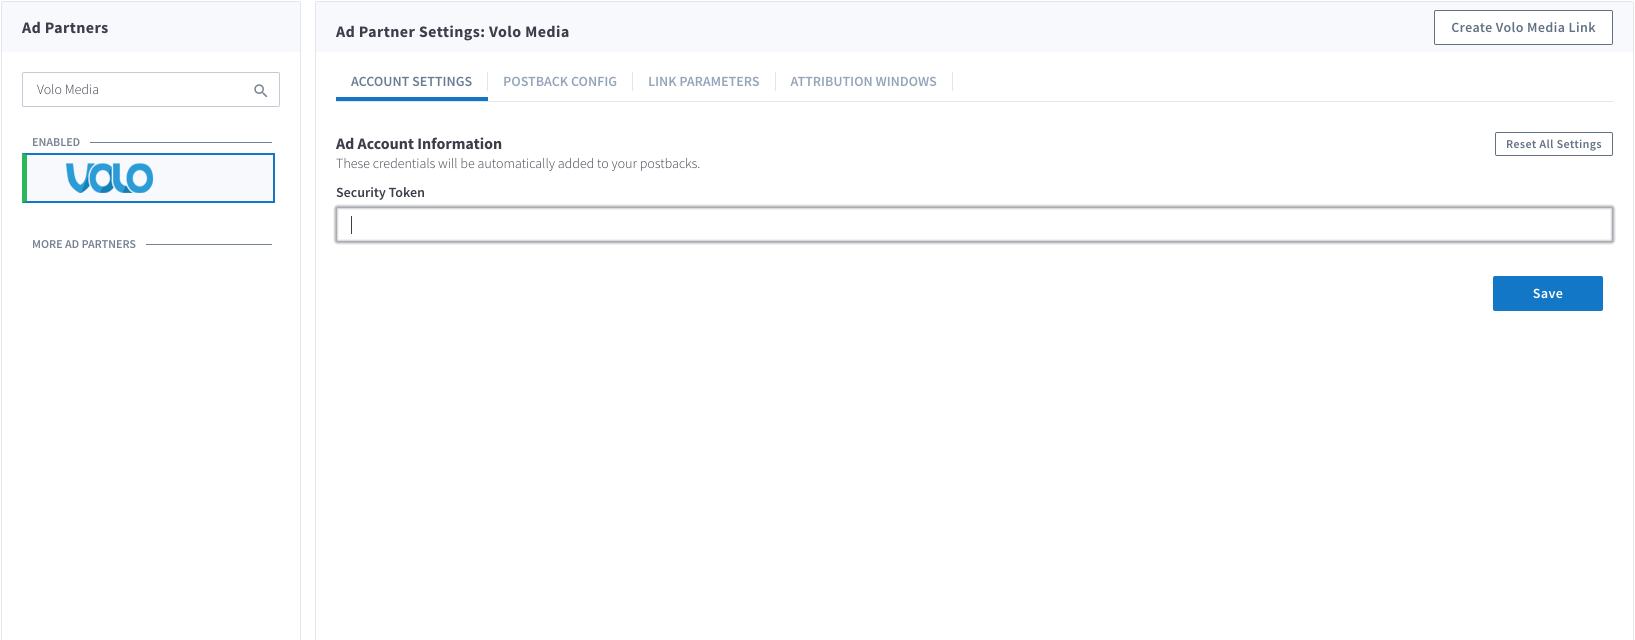 Ad Partners
Volo Media
ENABLED
VOLO
MORE AD PARTNERS
Ad Partner Settings: Volo Media
Create Volo Media Link
ACCOUNT SETTINGS
POSTBACK CONFIG
LINK PARAMETERS
ATTRIBUTION WINDOWS
Ad Account Information
Reset All Settings
These credentials will be automatically added to your postbacks.
Security Token
Save